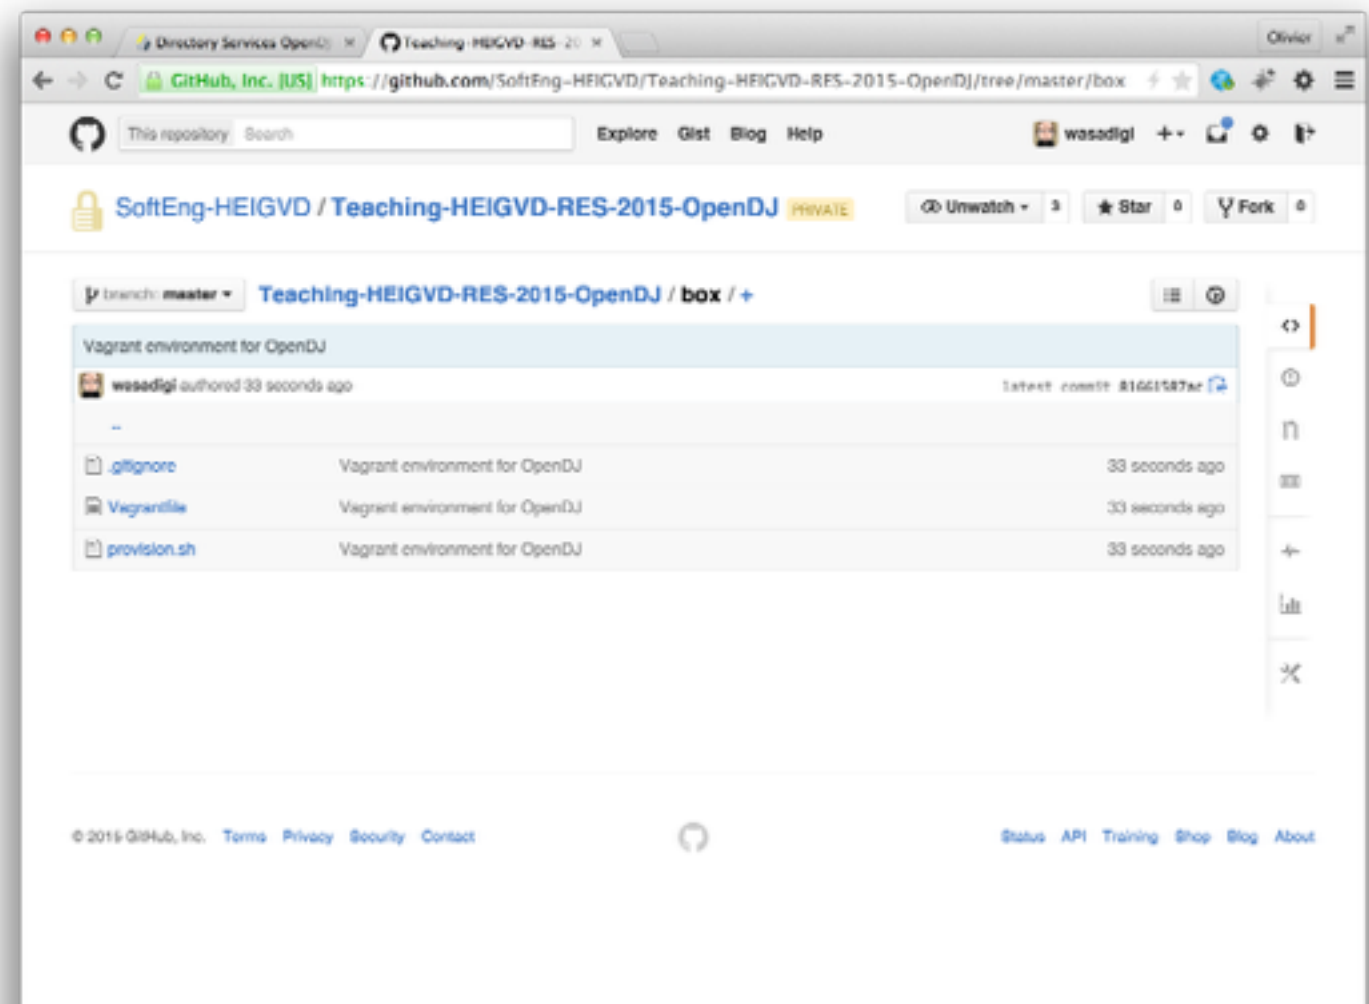 Directory Services OpenDJ Teaching-HEIGVD-RES-20 Olivier
GitHub, Inc. [US] https://github.com/SoftEng-HEIGVD/Teaching-HEIGVD-RES-2015-OpenDJ/tree/master/box
This repository Search Explore Gist Blog Help wasadigi
SoftEng-HEIGVD / Teaching-HEIGVD-RES-2015-OpenDJ PRIVATE Unwatch 3 Star 0 Fork 0
branch: master Teaching-HEIGVD-RES-2015-OpenDJ / box / +
Vagrant environment for OpenDJ
wasadigi authored 33 seconds ago latest commit 81661587ac
..
.gitignore Vagrant environment for OpenDJ 33 seconds ago
Vagrantfile Vagrant environment for OpenDJ 33 seconds ago
provision.sh Vagrant environment for OpenDJ 33 seconds ago
© 2015 GitHub, Inc. Terms Privacy Security Contact Status API Training Shop Blog About